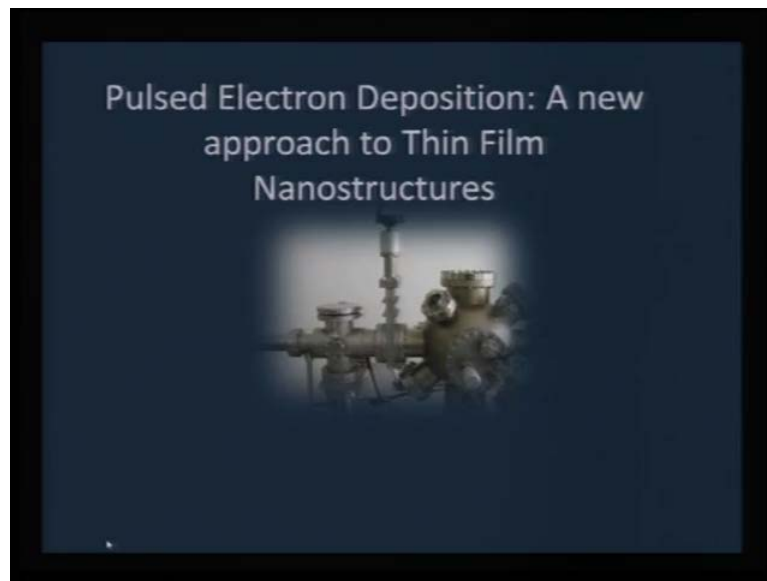 Pulsed Electron Deposition: A new
approach to Thin Film
Nanostructures